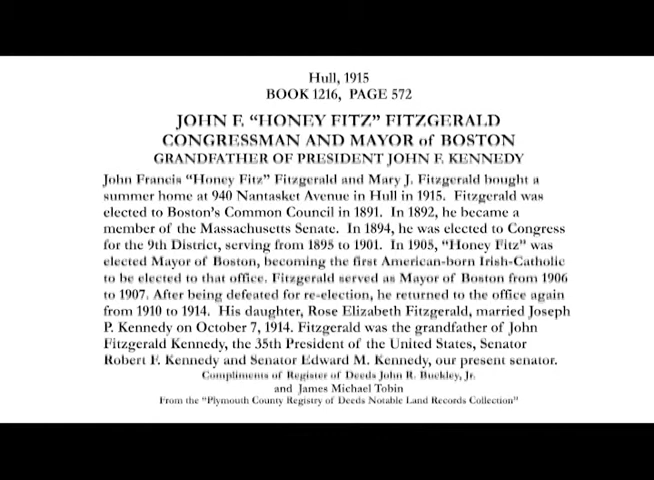 Hull, 1915
BOOK 1216, PAGE 572
JOHN F. “HONEY FITZ” FITZGERALD
CONGRESSMAN AND MAYOR of BOSTON
GRANDFATHER OF PRESIDENT JOHN F. KENNEDY
John Francis “Honey Fitz” Fitzgerald and Mary J. Fitzgerald bought a
summer home at 940 Nantasket Avenue in Hull in 1915. Fitzgerald was
elected to Boston’s Common Council in 1891. In 1892, he became a
member of the Massachusetts Senate. In 1894, he was elected to Congress
for the 9th District, serving from 1895 to 1901. In 1905, “Honey Fitz” was
elected Mayor of Boston, becoming the first American-born Irish-Catholic
to be elected to that office. Fitzgerald served as Mayor of Boston from 1906
to 1907. After being defeated for re-election, he returned to the office again
from 1910 to 1914. His daughter, Rose Elizabeth Fitzgerald, married Joseph
P. Kennedy on October 7, 1914. Fitzgerald was the grandfather of John
Fitzgerald Kennedy, the 35th President of the United States, Senator
Robert F. Kennedy and Senator Edward M. Kennedy, our present senator.
Compliments of Register of Deeds John R. Buckley, Jr.
and James Michael Tobin
From the “Plymouth County Registry of Deeds Notable Land Records Collection”